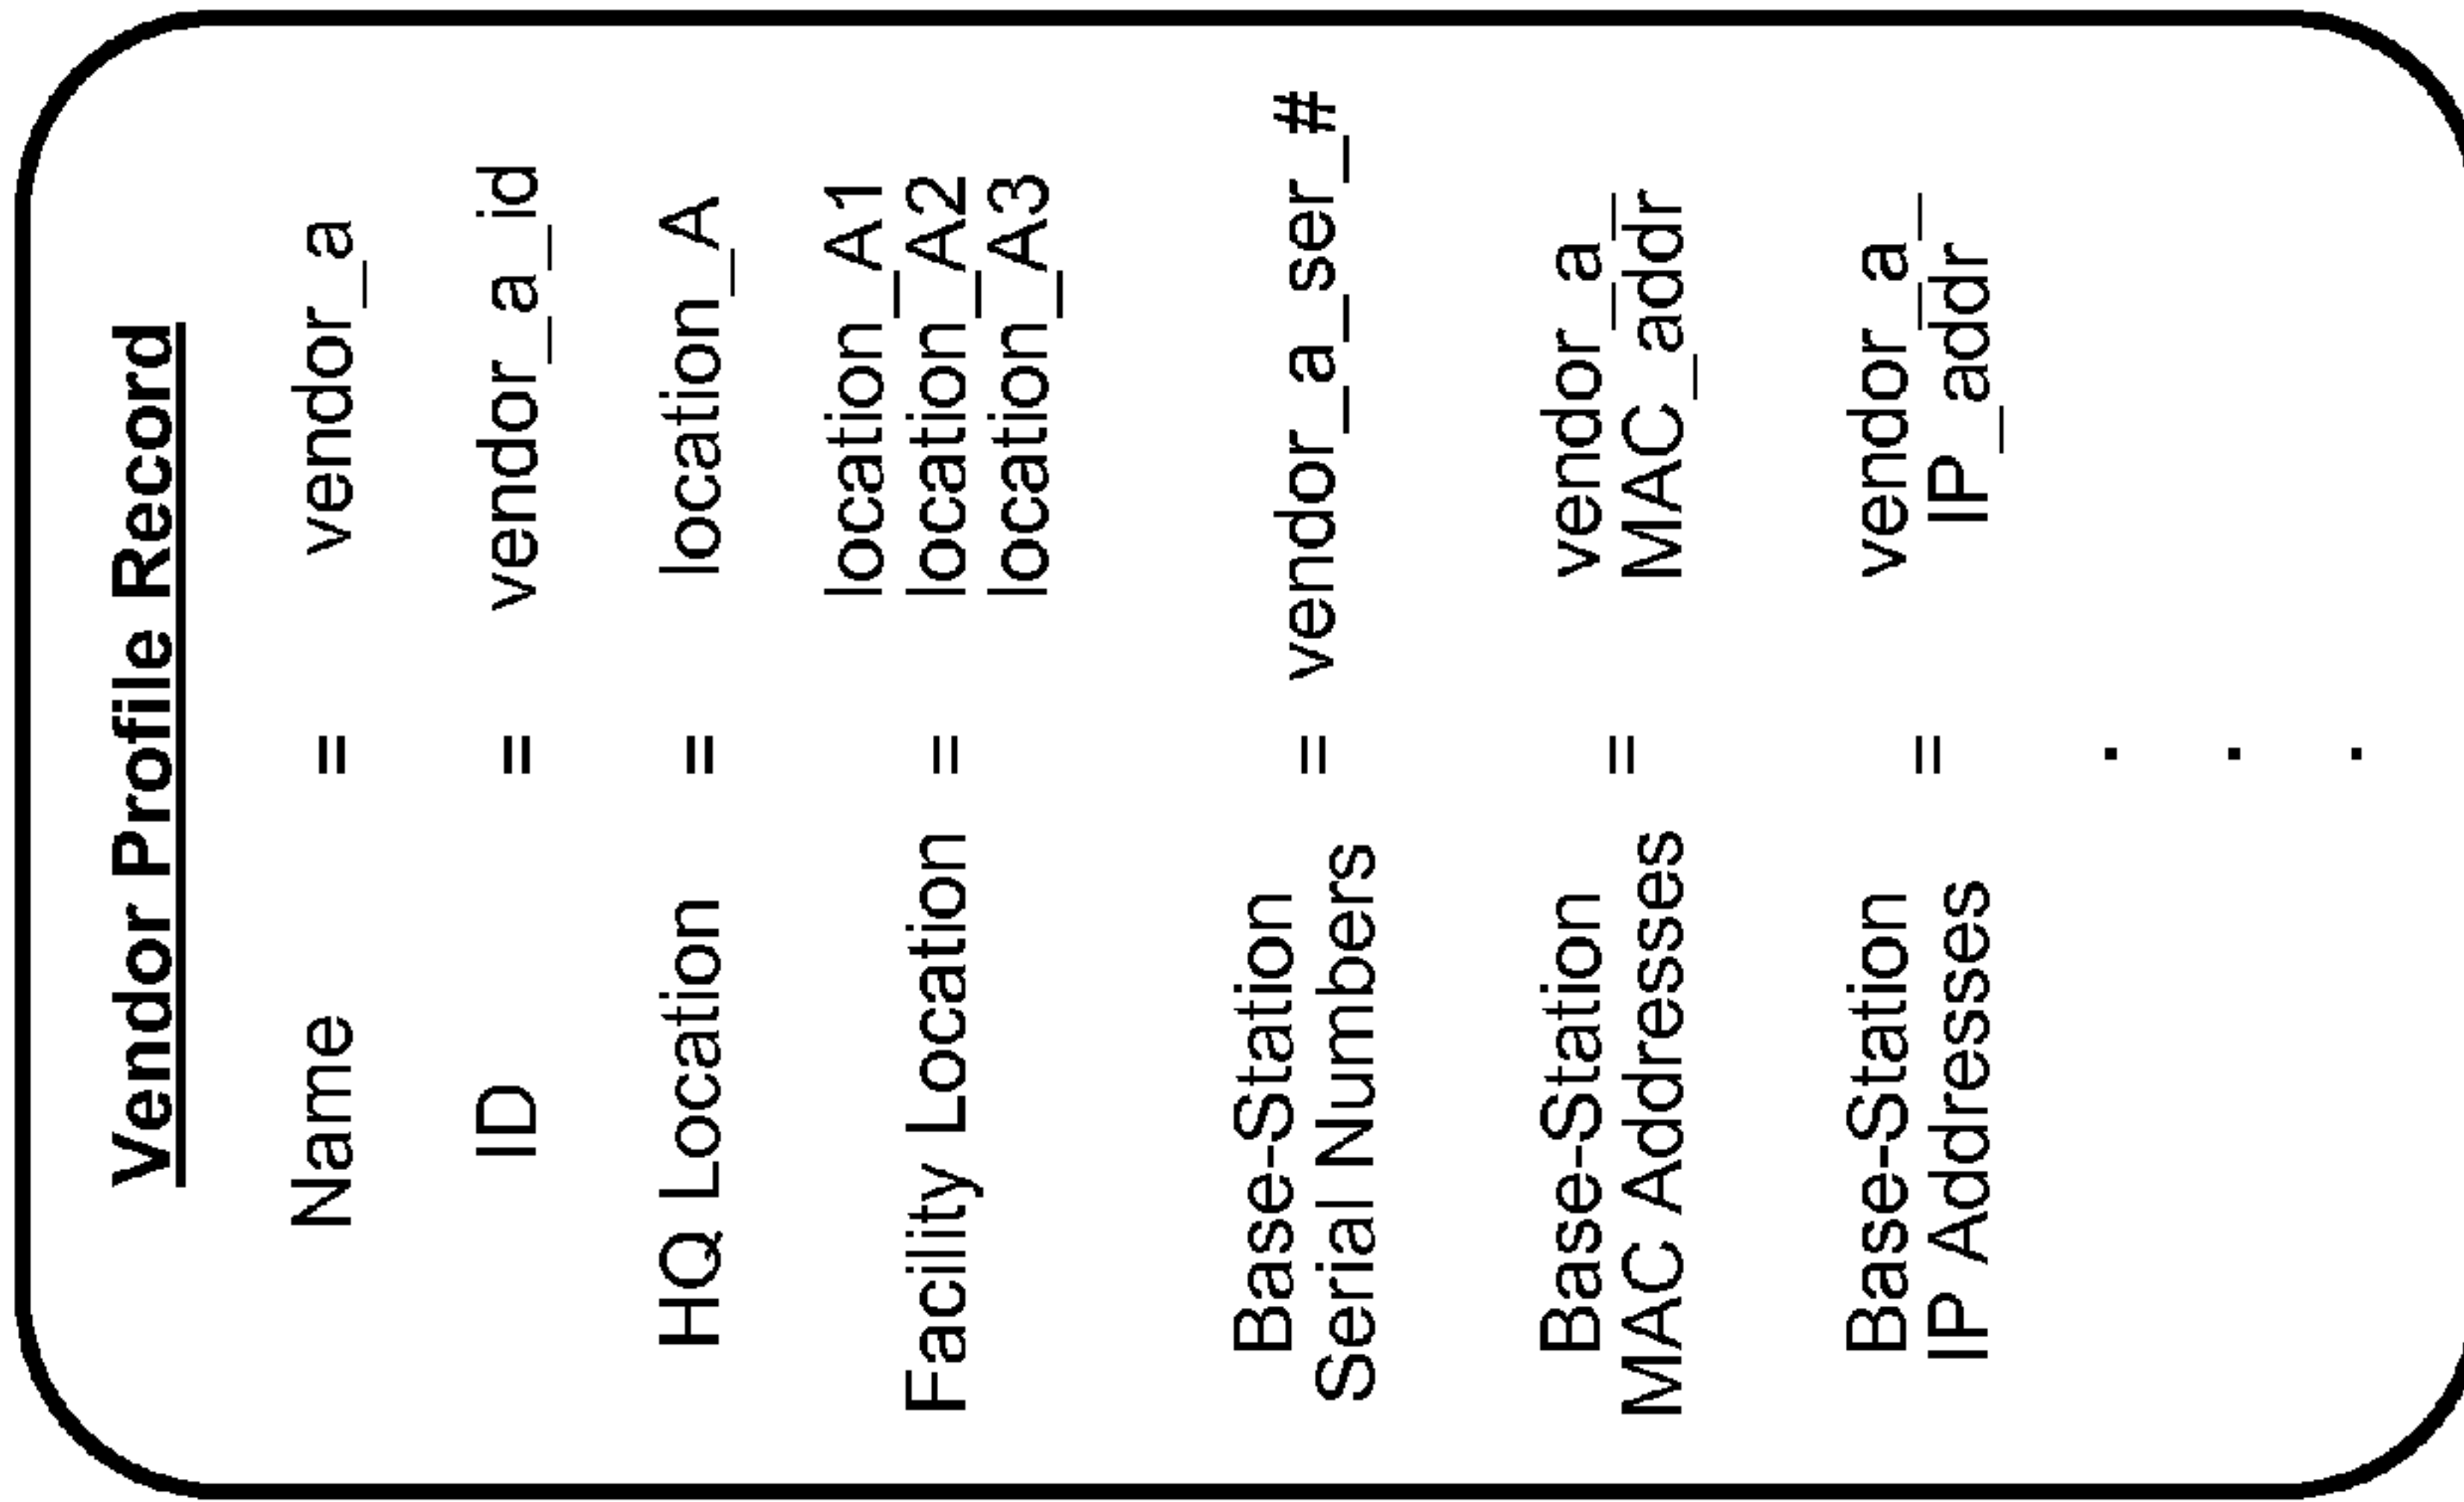 Vendor Profile Record
Name = vendor_a
ID = vendor_a_id
HQ Location = location_A
location_A1
Facility Location = location_A2
location_A3
Base-Station
Serial Numbers = vendor_a_ser_#
Base-Station = vendor_a_
MAC Addresses MAC_addr
Base-Station = vendor_a_
IP Addresses IP_addr
.
.
.